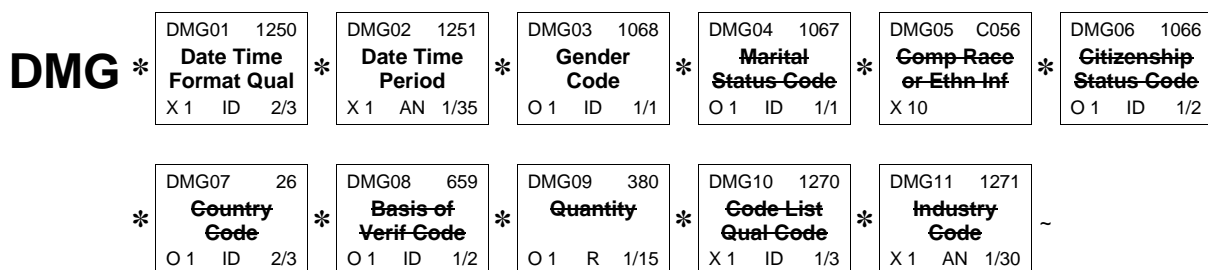 DMG01 1250 DMG02 1251 DMG03 1068 DMG04 1067 DMG05 C056 DMG06 1066
DMG * Date Time * Date Time * Gender * Marital * Comp Race * Citizenship
Format Qual Period Code Status Code or Ethn Inf Status Code
X 1 ID 2/3 X 1 AN 1/35 O 1 ID 1/1 O 1 ID 1/1 X 10 O 1 ID 1/2
DMG07 26 DMG08 659 DMG09 380 DMG10 1270 DMG11 1271
* Country * Basis of * Quantity * Code List * Industry ~
Code Verif Code Qual Code Code
O 1 ID 2/3 O 1 ID 1/2 O 1 R 1/15 X 1 ID 1/3 X 1 AN 1/30